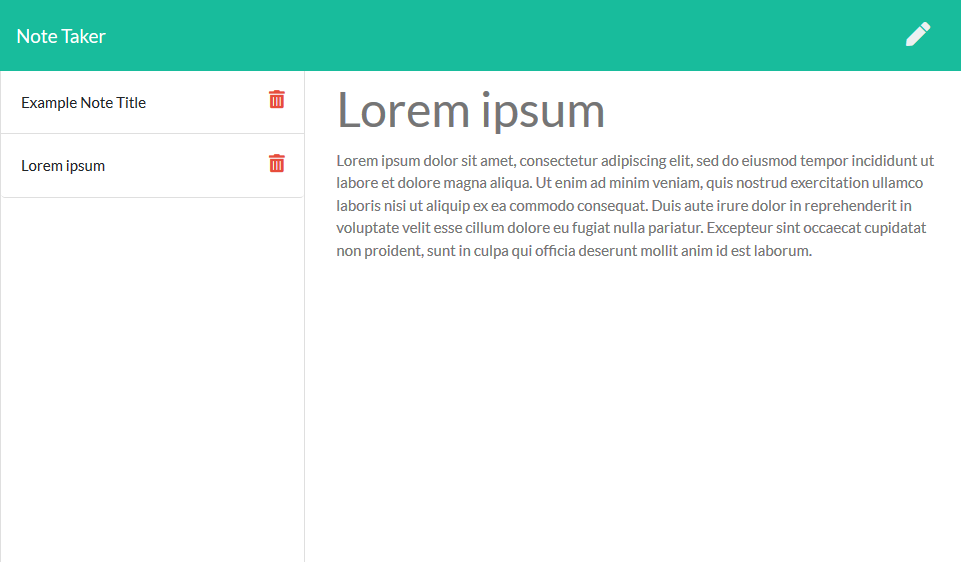 Note Taker
Example Note Title
Lorem ipsum
Lorem ipsum
Lorem ipsum dolor sit amet, consectetur adipiscing elit, sed do eiusmod tempor incididunt ut
labore et dolore magna aliqua. Ut enim ad minim veniam, quis nostrud exercitation ullamco
laboris nisi ut aliquip ex ea commodo consequat. Duis aute irure dolor in reprehenderit in
voluptate velit esse cillum dolore eu fugiat nulla pariatur. Excepteur sint occaecat cupidatat
non proident, sunt in culpa qui officia deserunt mollit anim id est laborum.